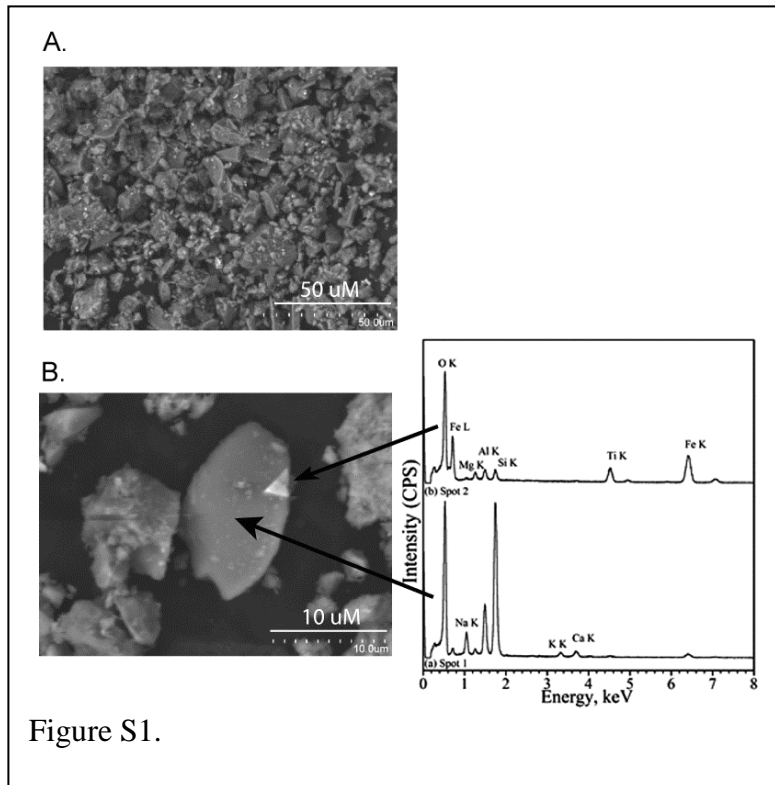 A.
50 uM
50.0um
B.
10 uM
10.0um
O K
Fe L
Mg K
Al K
Si K
Ti K
Fe K
(b) Spot 2
Intensity (CPS)
Na K
K K
Ca K
(a) Spot 1
0 1 2 3 4 5 6 7 8
Energy, keV
Figure S1.